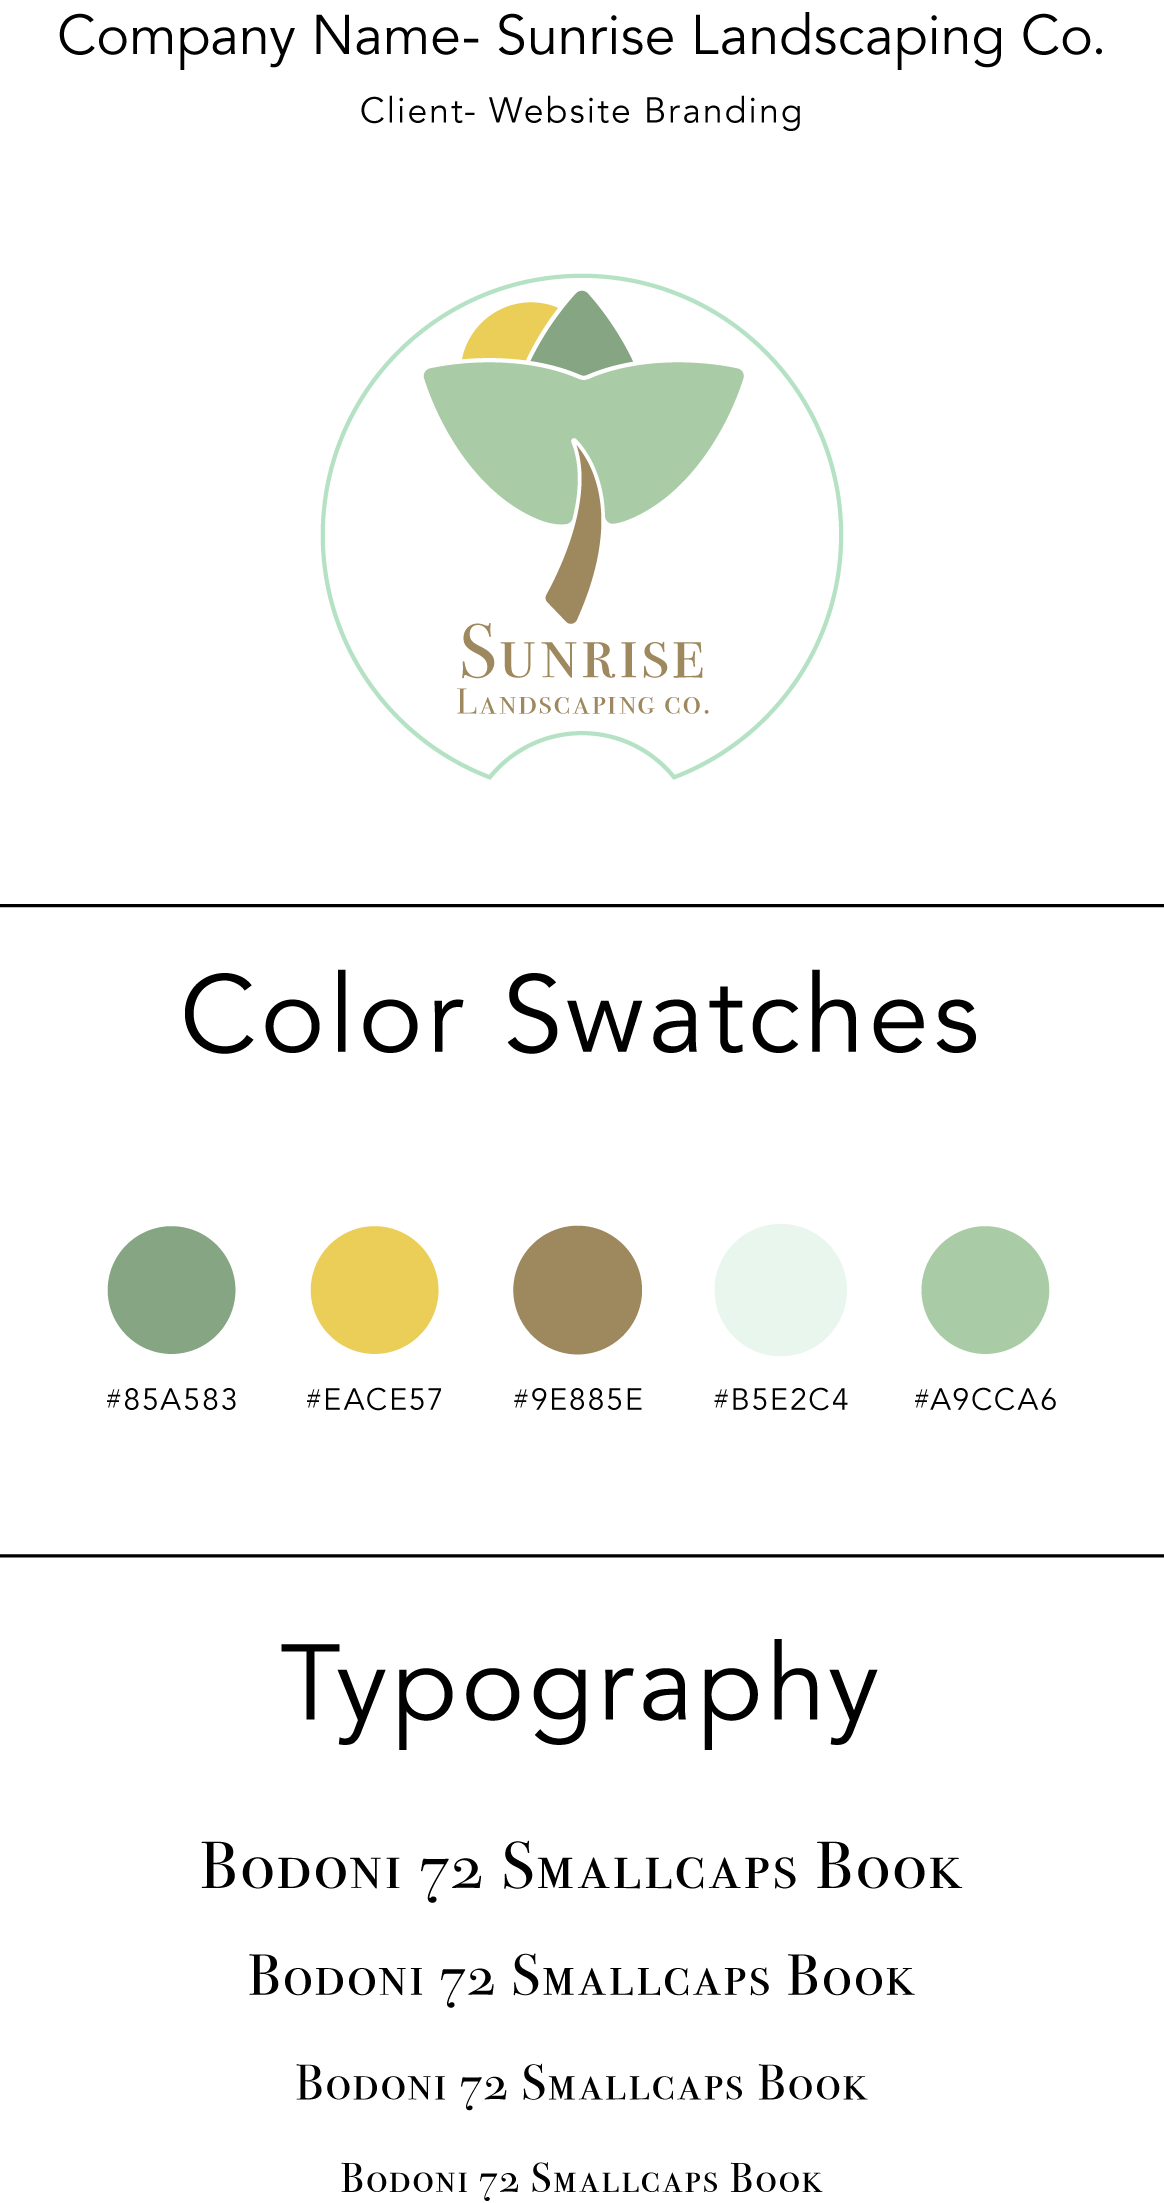 Company Name- Sunrise Landscaping Co.
Client- Website Branding
Sunrise
Landscaping co.
Color Swatches
#85A583 #EACE57 #9E885E #B5E2C4 #A9CCA6
Typography
Bodoni 72 Smallcaps Book
Bodoni 72 Smallcaps Book
Bodoni 72 Smallcaps Book
Bodoni 72 Smallcaps Book